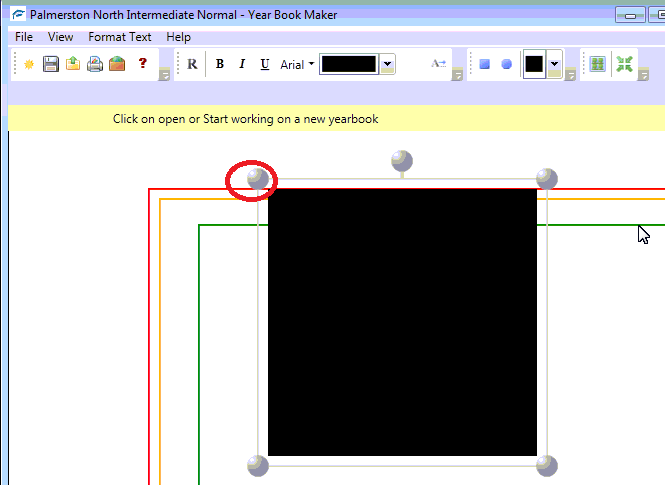 Palmerston North Intermediate Normal - Year Book Maker
File View Format Text Help
? R B I U Arial A
Click on open or Start working on a new yearbook